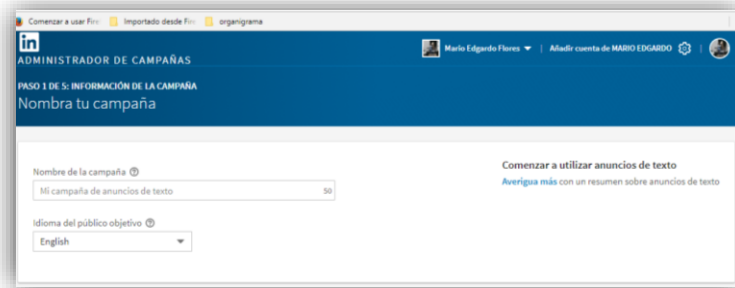 Comenzar a usar Fire
Importado desde Fire
organigrama
in
ADMINISTRADOR DE CAMPAÑAS
Mario Edgardo Flores
Añadir cuenta de MARIO EDGARDO
PASO 1 DE 5: INFORMACIÓN DE LA CAMPAÑA
Nombra tu campaña
Nombre de la campaña ?
Mi campaña de anuncios de texto 50
Idioma del público objetivo ?
English
Comenzar a utilizar anuncios de texto
Averigua más con un resumen sobre anuncios de texto